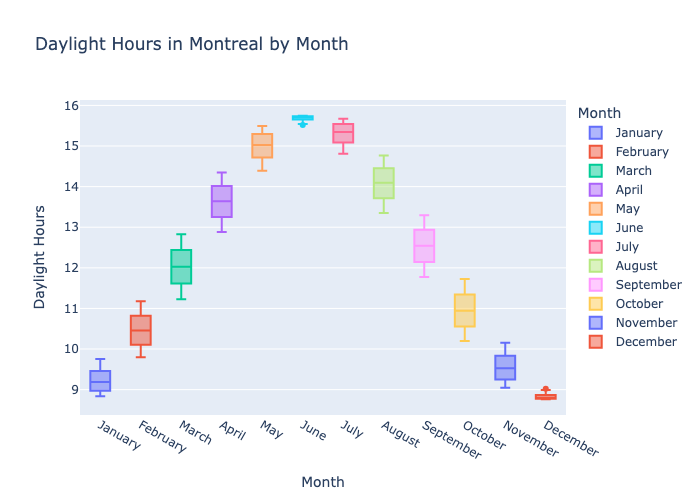 Daylight Hours in Montreal by Month
Daylight Hours
16
15
14
13
12
11
10
9
January
February
March
April
May
June
July
August
September
October
November
December
Month
Month
January
February
March
April
May
June
July
August
September
October
November
December